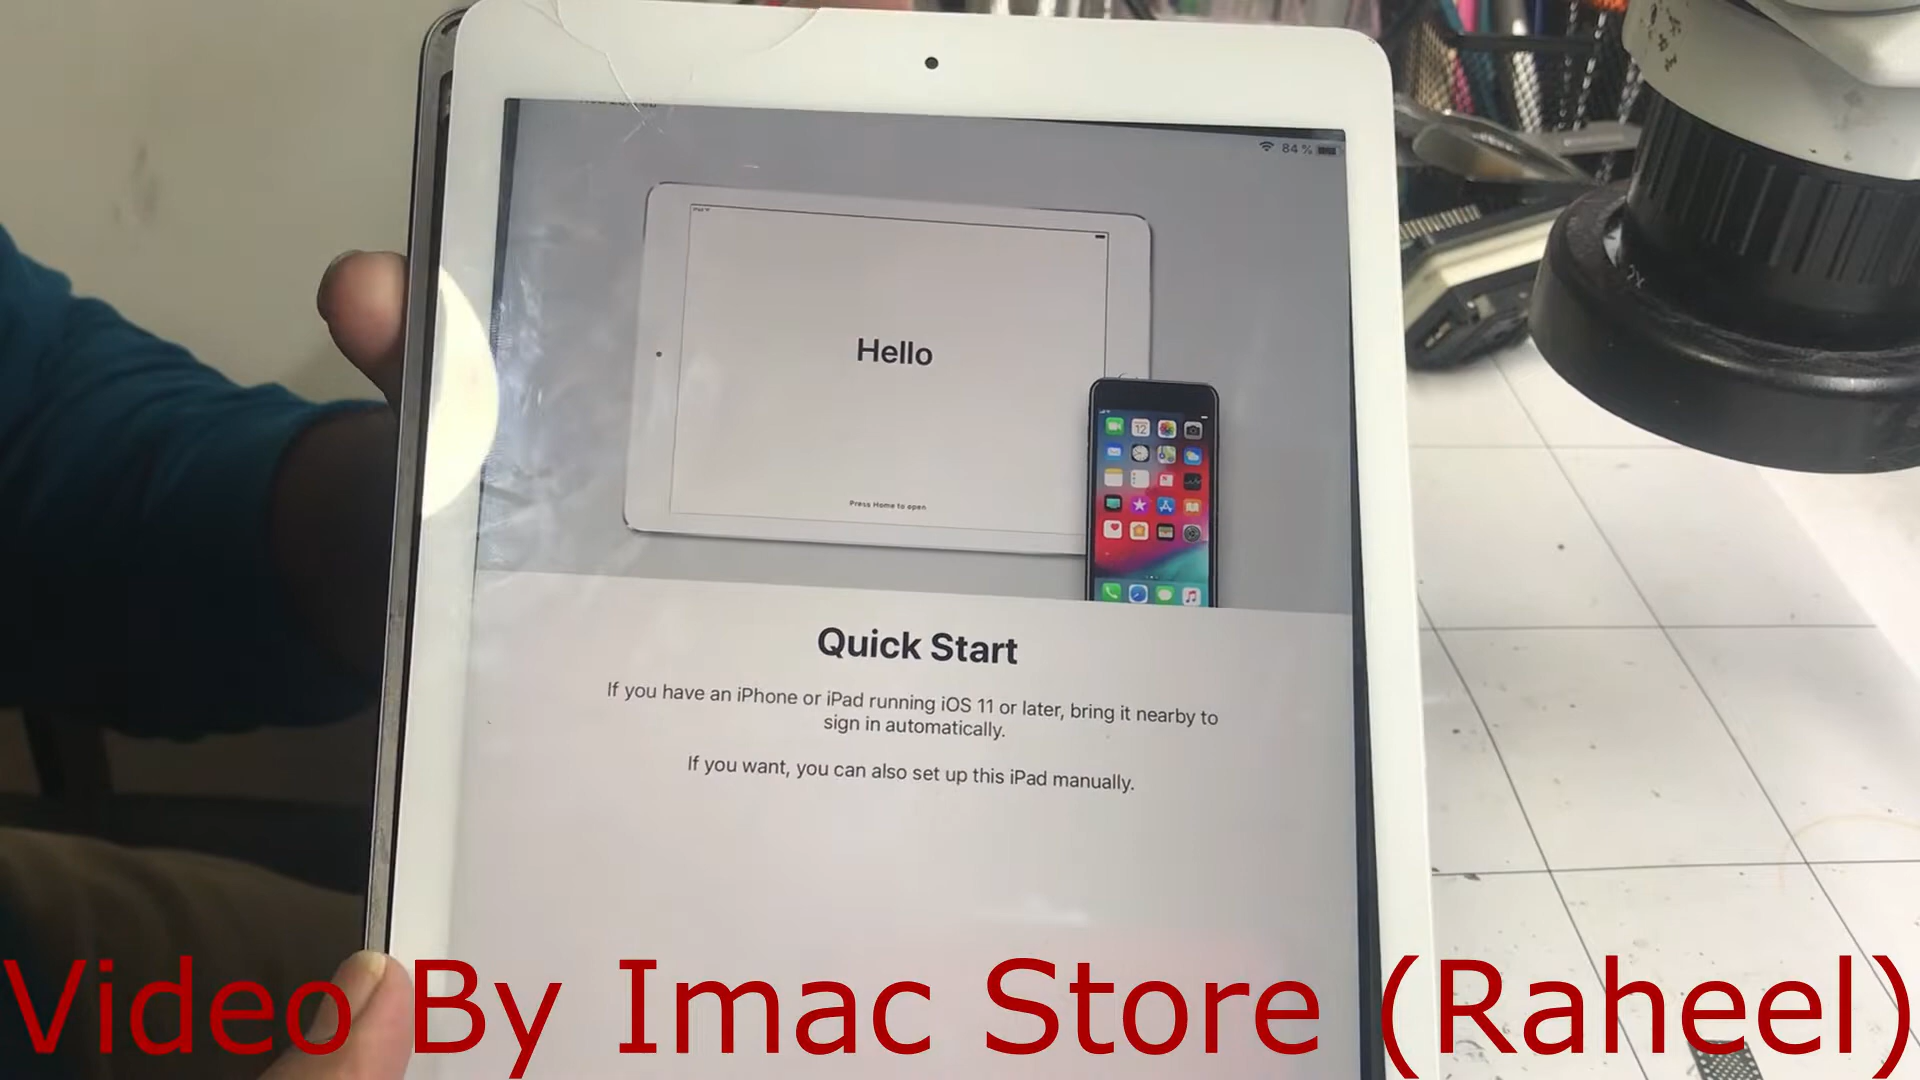 84 %
Hello
12
Press Home to open
Quick Start
If you have an iPhone or iPad running iOS 11 or later, bring it nearby to
sign in automatically.
If you want, you can also set up this iPad manually.
2X
Video By Imac Store (Raheel)